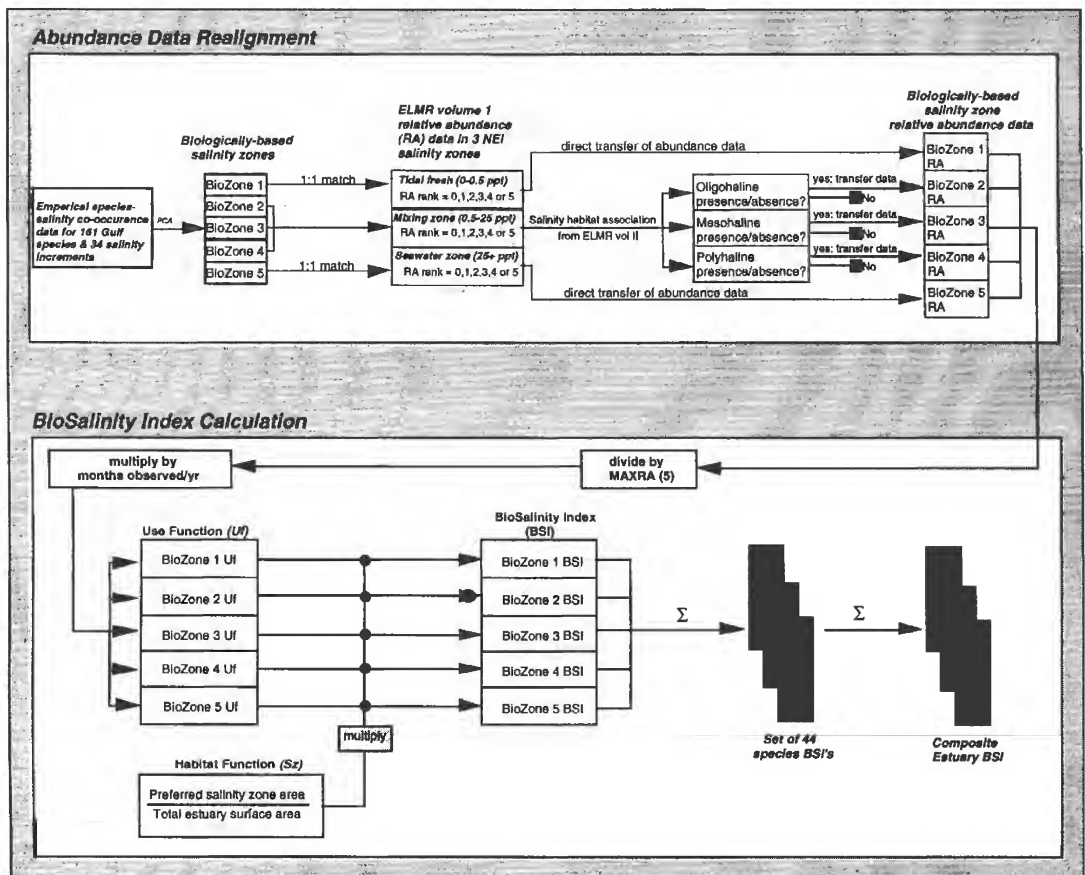 Abundance Data Realignment
Biologically-based
salinity zone
relative abundance data
ELMR volume 1
relative abundance
(RA) data in 3 NEI
salinity zones
Biologically-based
salinity zones
Emperical species-
salinity co-occurence
data for 161 Gulf
species & 34 salinity
increments
PCA
BioZone 1
BioZone 2
BioZone 3
BioZone 4
BioZone 5
1:1 match
1:1 match
Tidal fresh (0-0.5 ppt)
RA rank = 0,1,2,3,4 or 5
Mixing zone (0.5-25 ppt)
RA rank = 0,1,2,3,4 or 5
Seawater zone (25+ ppt)
RA rank = 0,1,2,3,4 or 5
direct transfer of abundance data
Salinity habitat association
from ELMR vol II
direct transfer of abundance data
Oligohaline
presence/absence?
Mesohaline
presence/absence?
Polyhaline
presence/absence?
yes: transfer data
No
yes: transfer data
No
yes: transfer data
No
BioZone 1
RA
BioZone 2
RA
BioZone 3
RA
BioZone 4
RA
BioZone 5
RA
BioSalinity Index Calculation
multiply by
months observed/yr
divide by
MAXRA (5)
Use Function (Uf)
BioZone 1 Uf
BioZone 2 Uf
BioZone 3 Uf
BioZone 4 Uf
BioZone 5 Uf
multiply
Habitat Function (Sz)
Preferred salinity zone area
Total estuary surface area
BioSalinity Index
(BSI)
BioZone 1 BSI
BioZone 2 BSI
BioZone 3 BSI
BioZone 4 BSI
BioZone 5 BSI
Σ
Σ
Set of 44
species BSI's
Composite
Estuary BSI